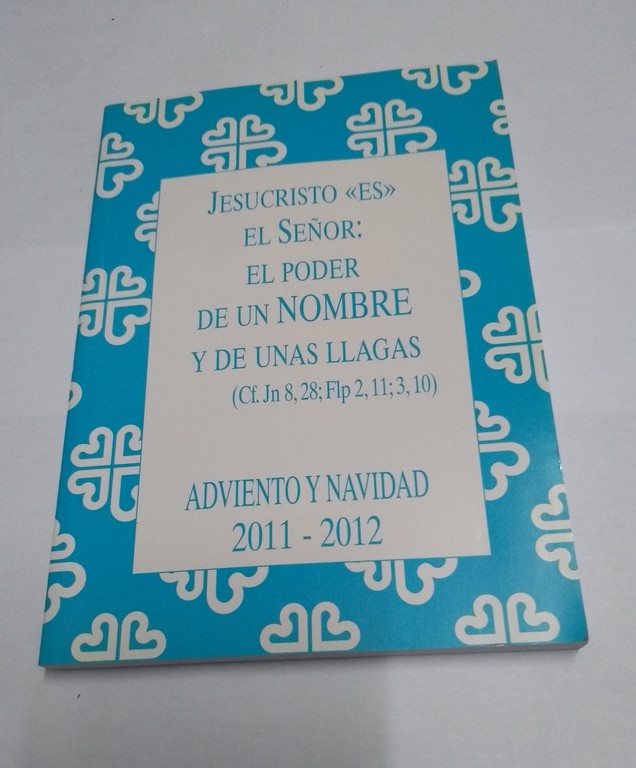 JESUCRISTO «ES»
EL SEÑOR:
EL PODER
DE UN NOMBRE
Y DE UNAS LLAGAS
(Cf. Jn 8, 28; Flp 2, 11; 3, 10)
ADVIENTO Y NAVIDAD
2011 - 2012